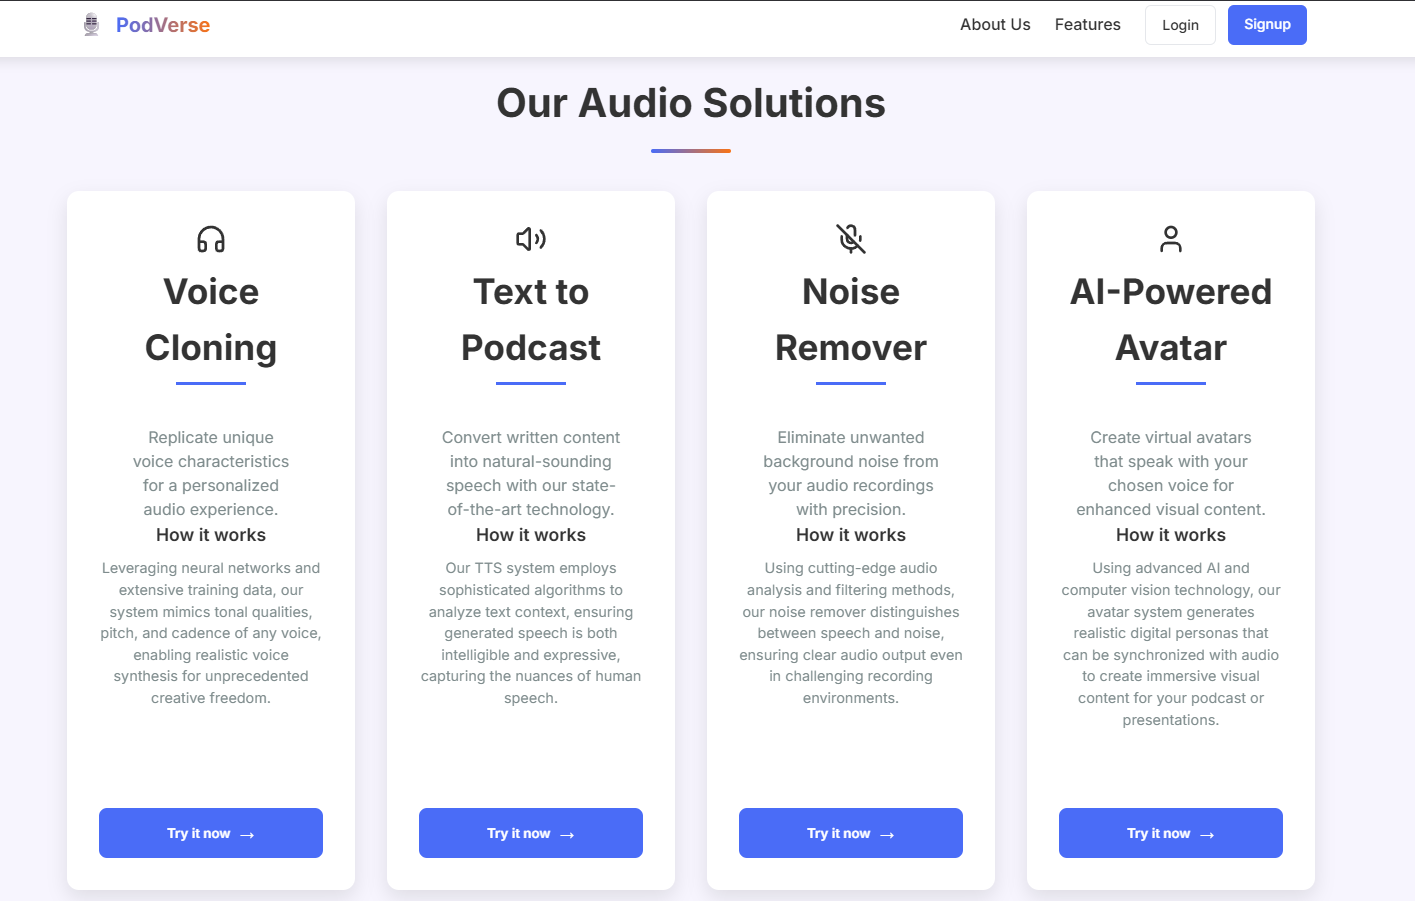 PodVerse
About Us
Features
Login
Signup
Our Audio Solutions
Voice
Cloning
Replicate unique
voice characteristics
for a personalized
audio experience.
How it works
Leveraging neural networks and
extensive training data, our
system mimics tonal qualities,
pitch, and cadence of any voice,
enabling realistic voice
synthesis for unprecedented
creative freedom.
Try it now →
Text to
Podcast
Convert written content
into natural-sounding
speech with our state-
of-the-art technology.
How it works
Our TTS system employs
sophisticated algorithms to
analyze text context, ensuring
generated speech is both
intelligible and expressive,
capturing the nuances of human
speech.
Try it now →
Noise
Remover
Eliminate unwanted
background noise from
your audio recordings
with precision.
How it works
Using cutting-edge audio
analysis and filtering methods,
our noise remover distinguishes
between speech and noise,
ensuring clear audio output even
in challenging recording
environments.
Try it now →
AI-Powered
Avatar
Create virtual avatars
that speak with your
chosen voice for
enhanced visual content.
How it works
Using advanced AI and
computer vision technology, our
avatar system generates
realistic digital personas that
can be synchronized with audio
to create immersive visual
content for your podcast or
presentations.
Try it now →